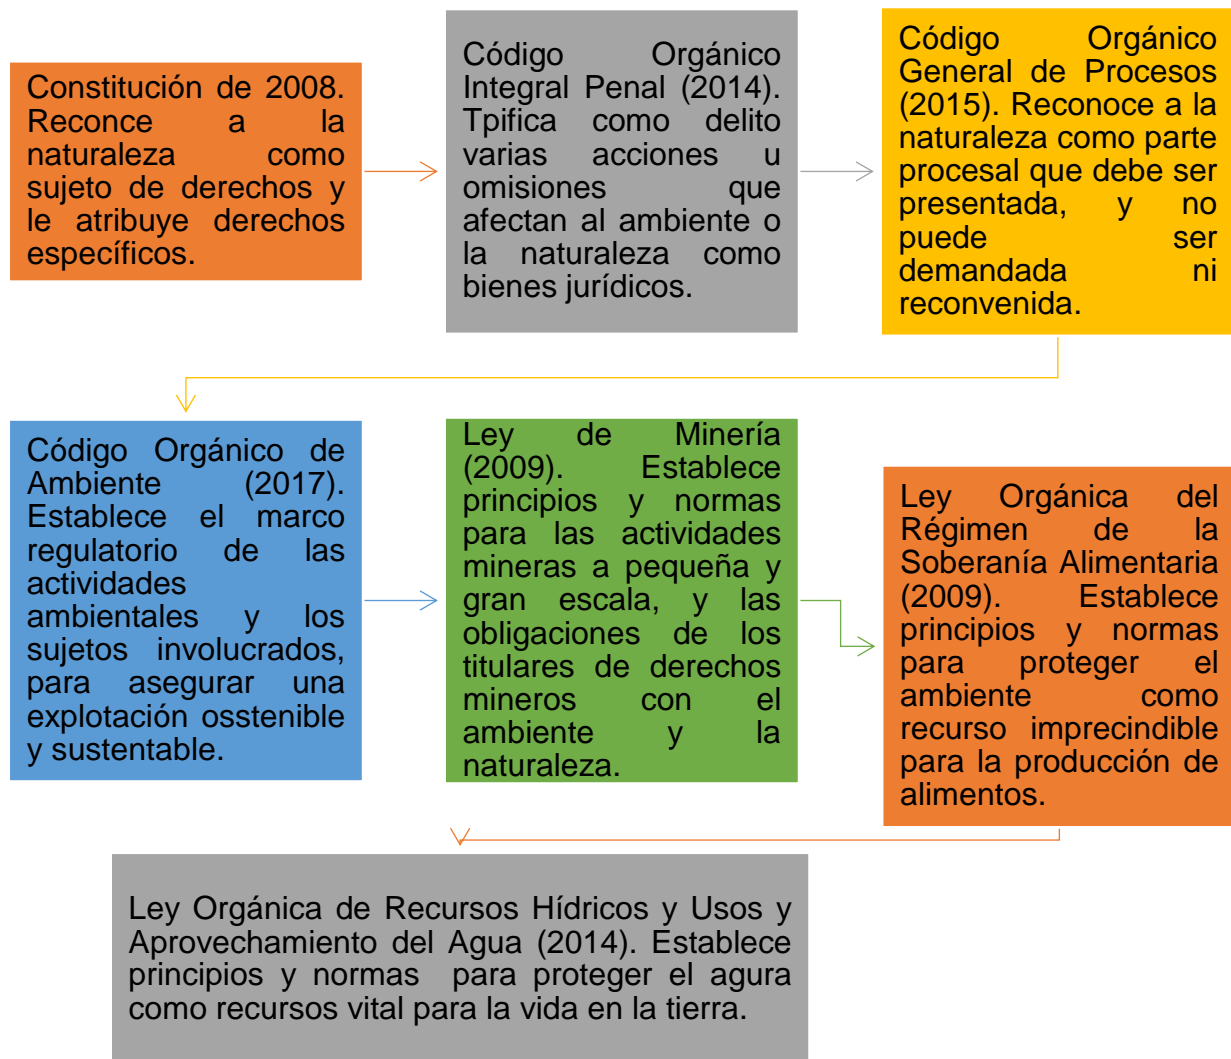 Constitución de 2008.
Reconce a la
naturaleza como
sujeto de derechos y
le atribuye derechos
específicos.
Código Orgánico
Integral Penal (2014).
Tpifica como delito
varias acciones u
omisiones que
afectan al ambiente o
la naturaleza como
bienes jurídicos.
Código Orgánico
General de Procesos
(2015). Reconoce a la
naturaleza como parte
procesal que debe ser
presentada, y no
puede ser
demandada ni
reconvenida.
Código Orgánico de
Ambiente (2017).
Establece el marco
regulatorio de las
actividades
ambientales y los
sujetos involucrados,
para asegurar una
explotación osstenible
y sustentable.
Ley de Minería
(2009). Establece
principios y normas
para las actividades
mineras a pequeña y
gran escala, y las
obligaciones de los
titulares de derechos
mineros con el
ambiente y la
naturaleza.
Ley Orgánica del
Régimen de la
Soberanía Alimentaria
(2009). Establece
principios y normas
para proteger el
ambiente como
recurso imprecindible
para la producción de
alimentos.
Ley Orgánica de Recursos Hídricos y Usos y
Aprovechamiento del Agua (2014). Establece
principios y normas para proteger el agura
como recursos vital para la vida en la tierra.